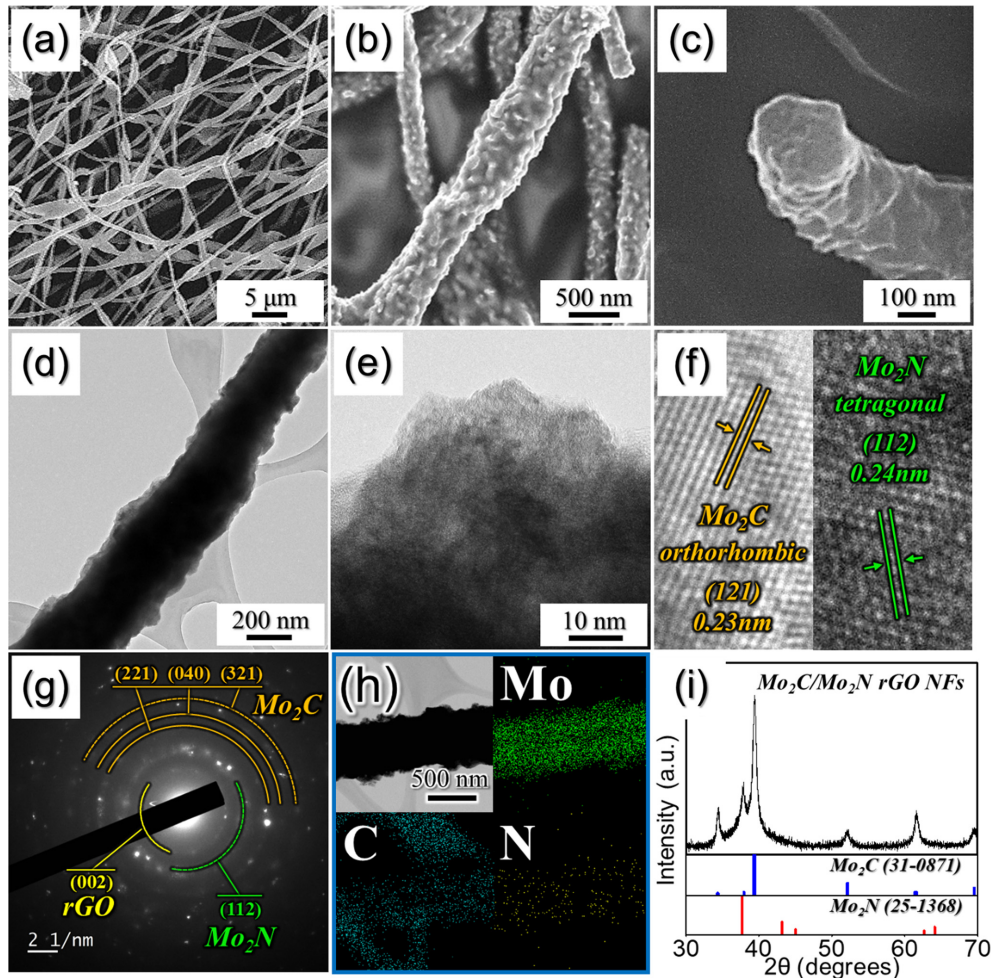 (a)
5 μm
(b)
500 nm
(c)
100 nm
(d)
200 nm
(e)
10 nm
(f)
Mo₂C
orthorhombic
(121)
0.23nm
Mo₂N
tetragonal
(112)
0.24nm
(g)
(221) (040) (321)
Mo₂C
(002)
rGO
(112)
Mo₂N
2 1/nm
(h)
500 nm
Mo
C
N
(i)
Mo₂C/Mo₂N rGO NFs
Intensity (a.u.)
Mo₂C (31-0871)
Mo₂N (25-1368)
30 40 50 60 70
2θ (degrees)